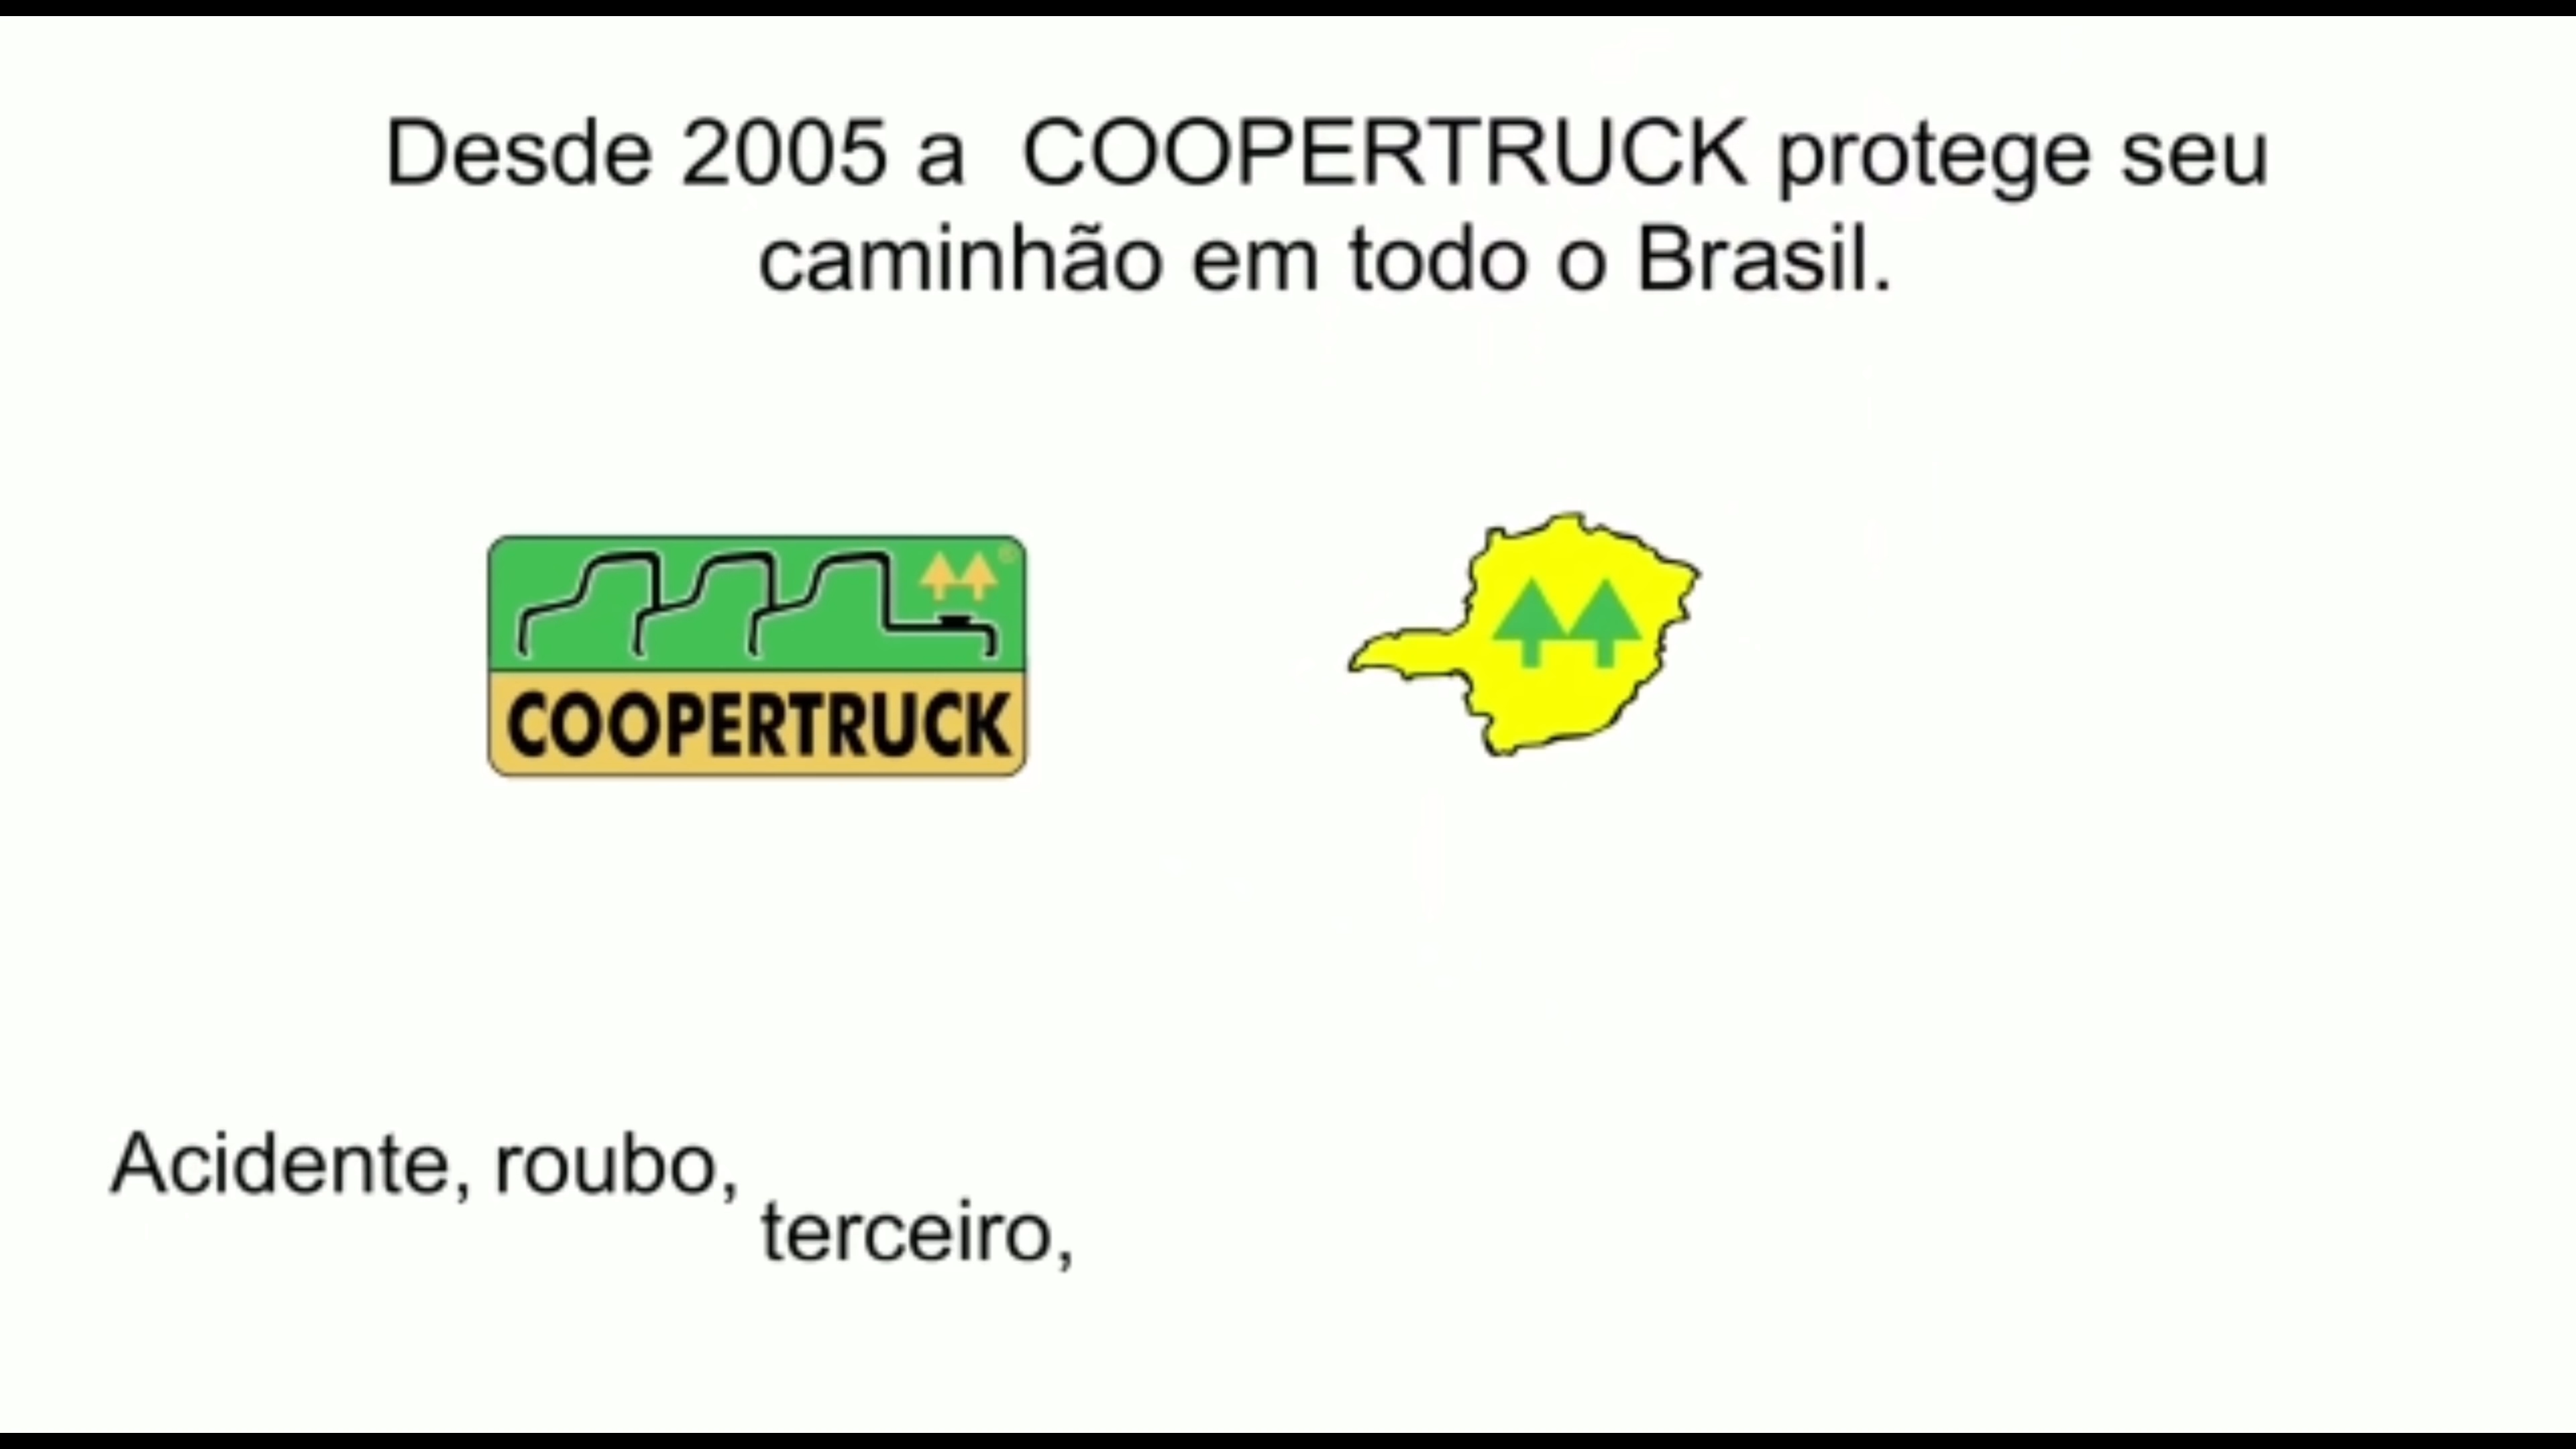 Desde 2005 a  COOPERTRUCK protege seu
caminhão em todo o Brasil.
COOPERTRUCK
Acidente, roubo,
terceiro,